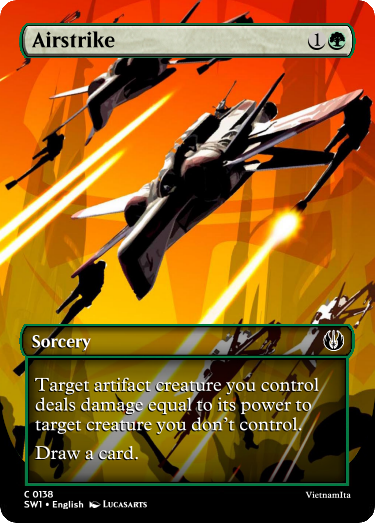 Airstrike 1
Sorcery
Target artifact creature you control
deals damage equal to its power to
target creature you don't control.
Draw a card.
C 0138
SW1 • English LUCASARTS
VietnamIta